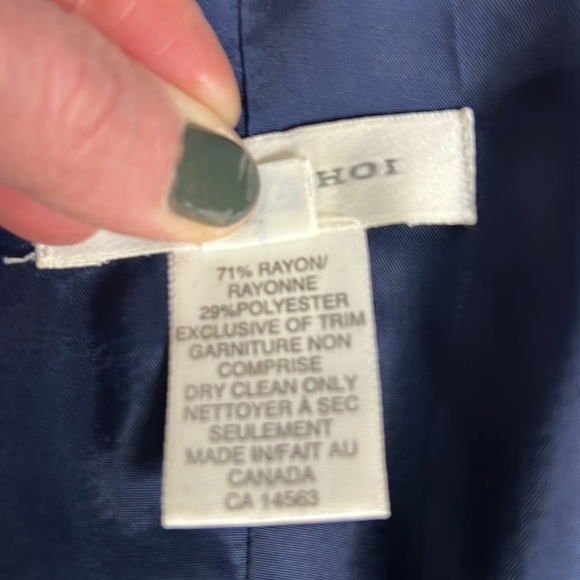 HOI
71% RAYON/
RAYONNE
29%POLYESTER
EXCLUSIVE OF TRIM
GARNITURE NON
COMPRISE
DRY CLEAN ONLY
NETTOYER À SEC
SEULEMENT
MADE IN/FAIT AU
CANADA
CA 14563